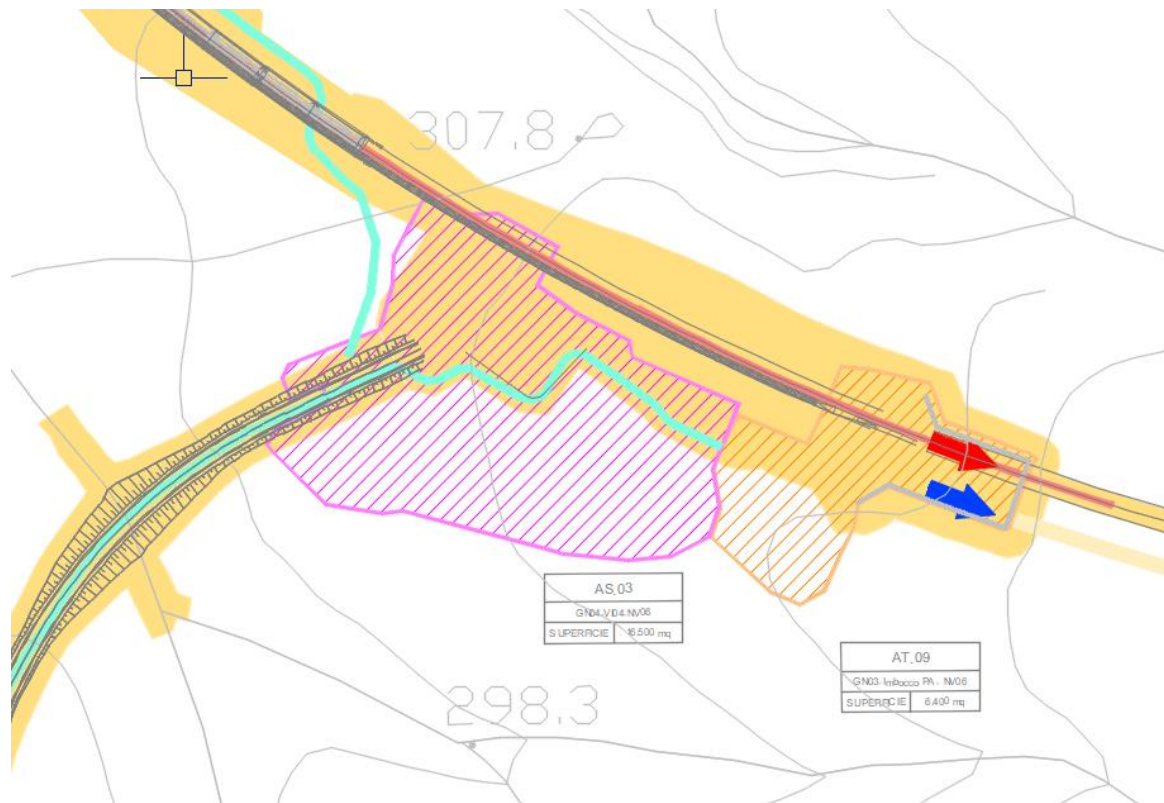 307.8
AS.03
GN04-VI04-NV06
SUPERFICIE 16.500 mq
AT.09
GN03-Imbocco PA - NV06
SUPERFICIE 6.400 mq
298.3